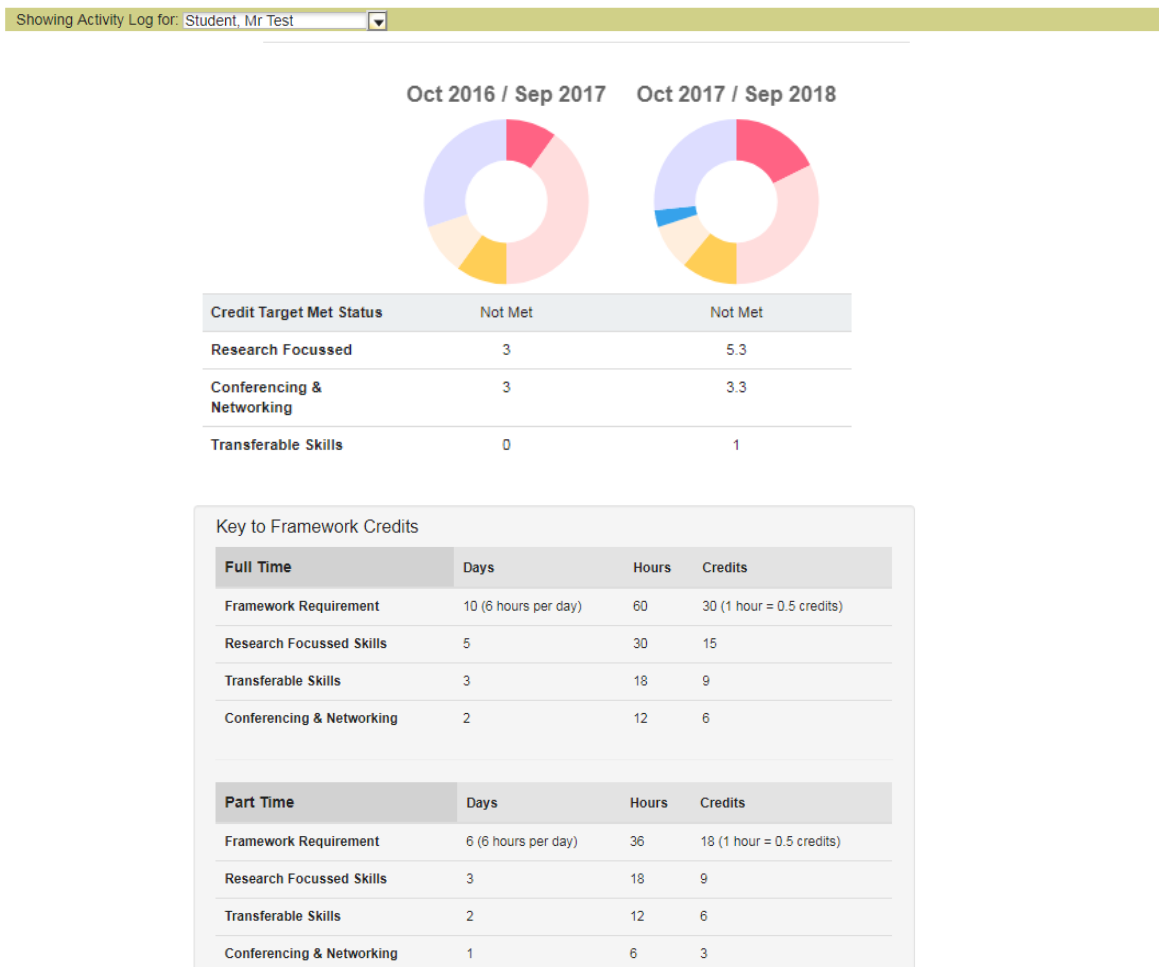 Showing Activity Log for: Student, Mr Test
Oct 2016 / Sep 2017 Oct 2017 / Sep 2018
Credit Target Met Status Not Met Not Met
Research Focussed 3 5.3
Conferencing & 3 3.3
Networking
Transferable Skills 0 1
Key to Framework Credits
Full Time Days Hours Credits
Framework Requirement 10 (6 hours per day) 60 30 (1 hour = 0.5 credits)
Research Focussed Skills 5 30 15
Transferable Skills 3 18 9
Conferencing & Networking 2 12 6
Part Time Days Hours Credits
Framework Requirement 6 (6 hours per day) 36 18 (1 hour = 0.5 credits)
Research Focussed Skills 3 18 9
Transferable Skills 2 12 6
Conferencing & Networking 1 6 3